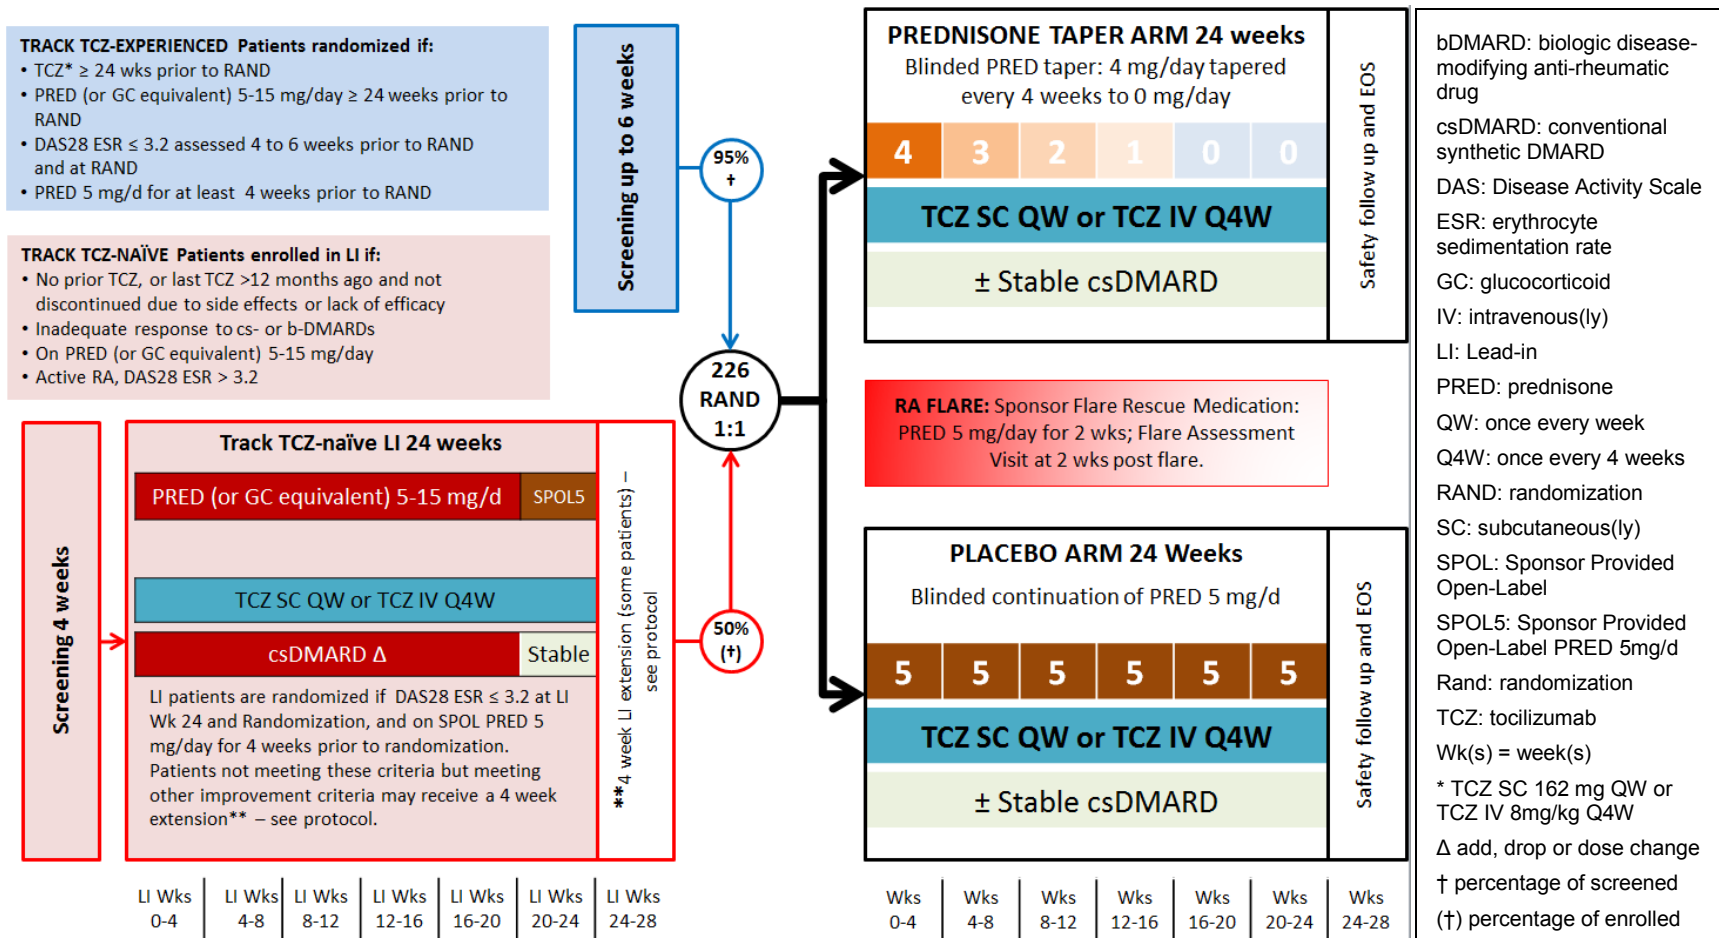 TRACK TCZ-EXPERIENCED Patients randomized if:
• TCZ* ≥ 24 wks prior to RAND
• PRED (or GC equivalent) 5-15 mg/day ≥ 24 weeks prior to
RAND
• DAS28 ESR ≤ 3.2 assessed 4 to 6 weeks prior to RAND
and at RAND
• PRED 5 mg/d for at least 4 weeks prior to RAND
TRACK TCZ-NAÏVE Patients enrolled in LI if:
• No prior TCZ, or last TCZ >12 months ago and not
discontinued due to side effects or lack of efficacy
• Inadequate response to cs- or b-DMARDs
• On PRED (or GC equivalent) 5-15 mg/day
• Active RA, DAS28 ESR > 3.2
Screening up to 6 weeks
95%
†
226
RAND
1:1
50%
(†)
Screening 4 weeks
Track TCZ-naïve LI 24 weeks
PRED (or GC equivalent) 5-15 mg/d
SPOL5
TCZ SC QW or TCZ IV Q4W
csDMARD Δ
Stable
LI patients are randomized if DAS28 ESR ≤ 3.2 at LI
Wk 24 and Randomization, and on SPOL PRED 5
mg/day for 4 weeks prior to randomization.
Patients not meeting these criteria but meeting
other improvement criteria may receive a 4 week
extension** – see protocol.
**4 week LI extension (some patients) –
see protocol
LI Wks
0-4
LI Wks
4-8
LI Wks
8-12
LI Wks
12-16
LI Wks
16-20
LI Wks
20-24
LI Wks
24-28
PREDNISONE TAPER ARM 24 weeks
Blinded PRED taper: 4 mg/day tapered
every 4 weeks to 0 mg/day
4 3 2 1 0 0
TCZ SC QW or TCZ IV Q4W
± Stable csDMARD
Safety follow up and EOS
RA FLARE: Sponsor Flare Rescue Medication:
PRED 5 mg/day for 2 wks; Flare Assessment
Visit at 2 wks post flare.
PLACEBO ARM 24 Weeks
Blinded continuation of PRED 5 mg/d
5 5 5 5 5 5
TCZ SC QW or TCZ IV Q4W
± Stable csDMARD
Safety follow up and EOS
Wks
0-4
Wks
4-8
Wks
8-12
Wks
12-16
Wks
16-20
Wks
20-24
Wks
24-28
bDMARD: biologic disease-
modifying anti-rheumatic
drug
csDMARD: conventional
synthetic DMARD
DAS: Disease Activity Scale
ESR: erythrocyte
sedimentation rate
GC: glucocorticoid
IV: intravenous(ly)
LI: Lead-in
PRED: prednisone
QW: once every week
Q4W: once every 4 weeks
RAND: randomization
SC: subcutaneous(ly)
SPOL: Sponsor Provided
Open-Label
SPOL5: Sponsor Provided
Open-Label PRED 5mg/d
Rand: randomization
TCZ: tocilizumab
Wk(s) = week(s)
* TCZ SC 162 mg QW or
TCZ IV 8mg/kg Q4W
Δ add, drop or dose change
† percentage of screened
(†) percentage of enrolled